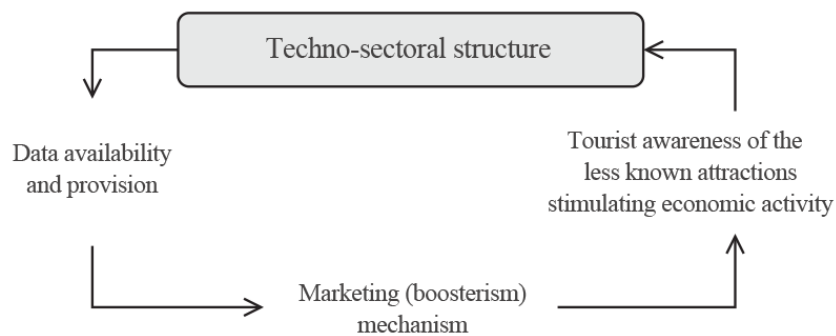 Techno-sectoral structure
Data availability
and provision
Tourist awareness of the
less known attractions
stimulating economic activity
Marketing (boosterism)
mechanism